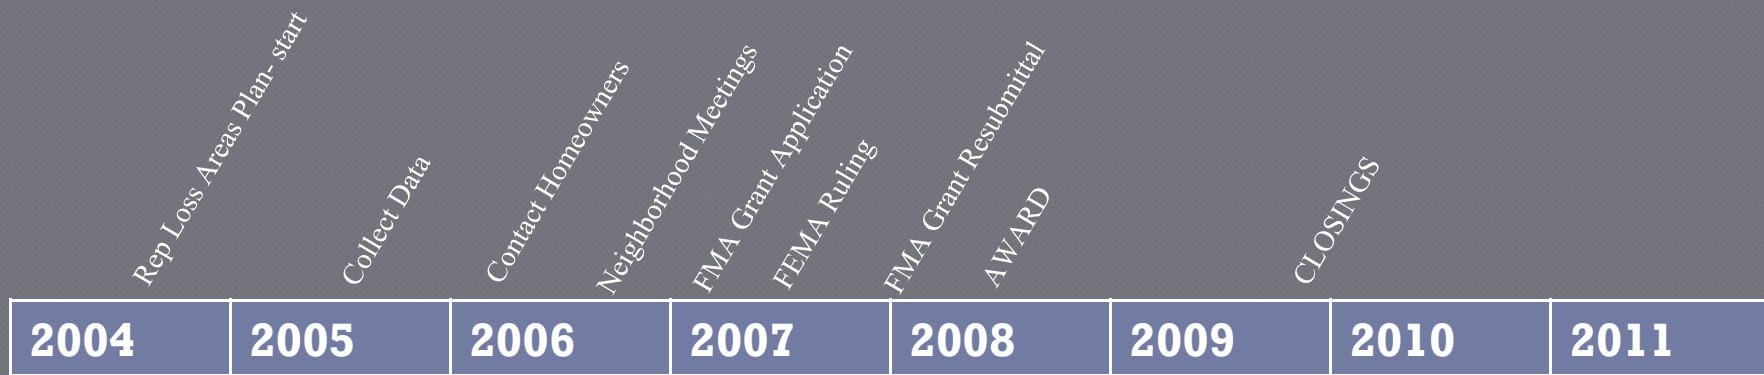 Rep Loss Areas Plan- start
Collect Data
Contact Homeowners
Neighborhood Meetings
FMA Grant Application
FEMA Ruling
FMA Grant Resubmittal
AWARD
CLOSINGS
2004 2005 2006 2007 2008 2009 2010 2011